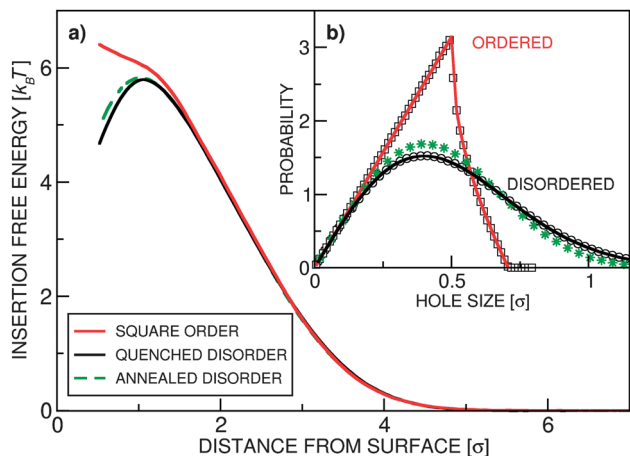 a)
INSERTION FREE ENERGY [k_BT]
6
4
2
0
0
2
4
6
DISTANCE FROM SURFACE [σ]
SQUARE ORDER
QUENCHED DISORDER
ANNEALED DISORDER
b)
ORDERED
DISORDERED
PROBABILITY
3
2
1
0
0
0.5
1
HOLE SIZE [σ]